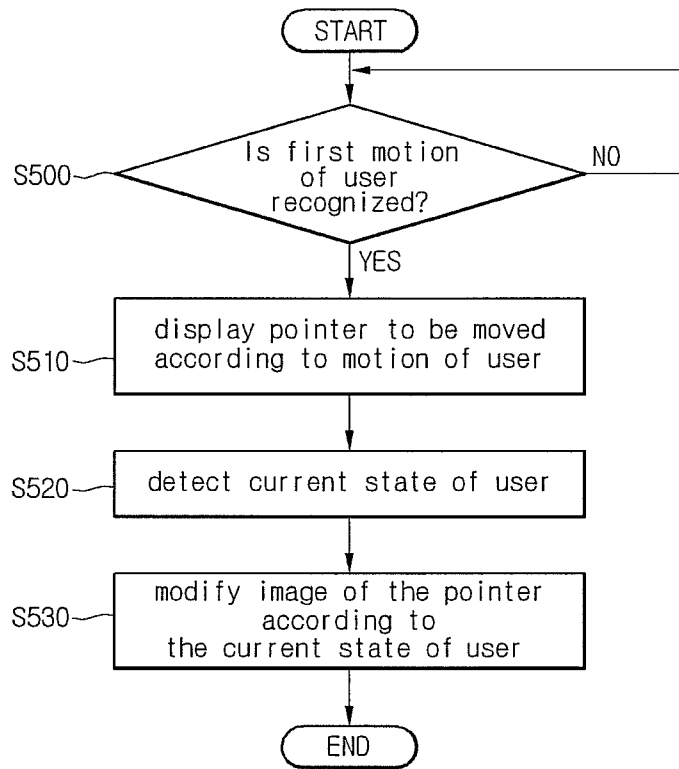 START
Is first motion
of user
recognized?
S500
NO
YES
display pointer to be moved
according to motion of user
S510
detect current state of user
S520
modify image of the pointer
according to
the current state of user
S530
END